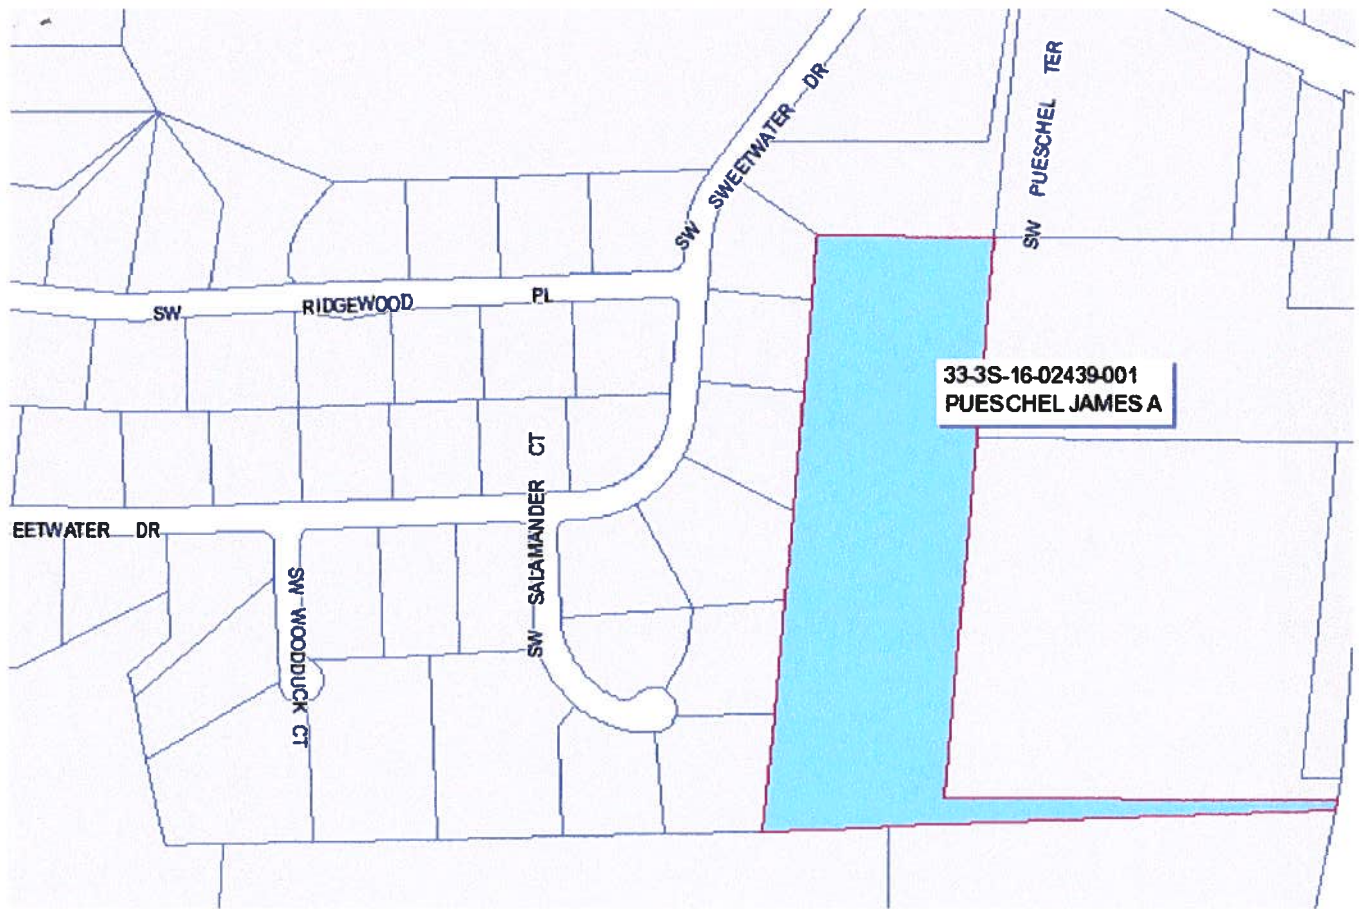 SW SWEETWATER DR
SW PUESCHEL TER
SW RIDGEWOOD PL
33-3S-16-02439-001
PUESCHEL JAMES A
SW SALAMANDER CT
EETWATER DR
SW WOODDUCK CT